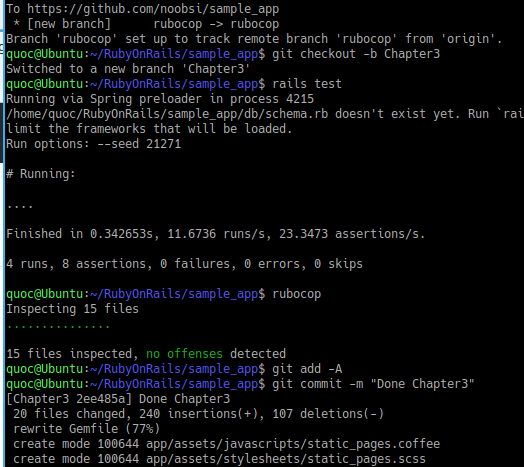 To https://github.com/noobsi/sample_app
 * [new branch]      rubocop -> rubocop
Branch 'rubocop' set up to track remote branch 'rubocop' from 'origin'.
quoc@Ubuntu:~/RubyOnRails/sample_app$ git checkout -b Chapter3
Switched to a new branch 'Chapter3'
quoc@Ubuntu:~/RubyOnRails/sample_app$ rails test
Running via Spring preloader in process 4215
/home/quoc/RubyOnRails/sample_app/db/schema.rb doesn't exist yet. Run `rai
limit the frameworks that will be loaded.
Run options: --seed 21271
# Running:
....
Finished in 0.342653s, 11.6736 runs/s, 23.3473 assertions/s.
4 runs, 8 assertions, 0 failures, 0 errors, 0 skips
quoc@Ubuntu:~/RubyOnRails/sample_app$ rubocop
Inspecting 15 files
...............
15 files inspected, no offenses detected
quoc@Ubuntu:~/RubyOnRails/sample_app$ git add -A
quoc@Ubuntu:~/RubyOnRails/sample_app$ git commit -m "Done Chapter3"
[Chapter3 2ee485a] Done Chapter3
 20 files changed, 240 insertions(+), 107 deletions(-)
 rewrite Gemfile (77%)
 create mode 100644 app/assets/javascripts/static_pages.coffee
 create mode 100644 app/assets/stylesheets/static_pages.scss